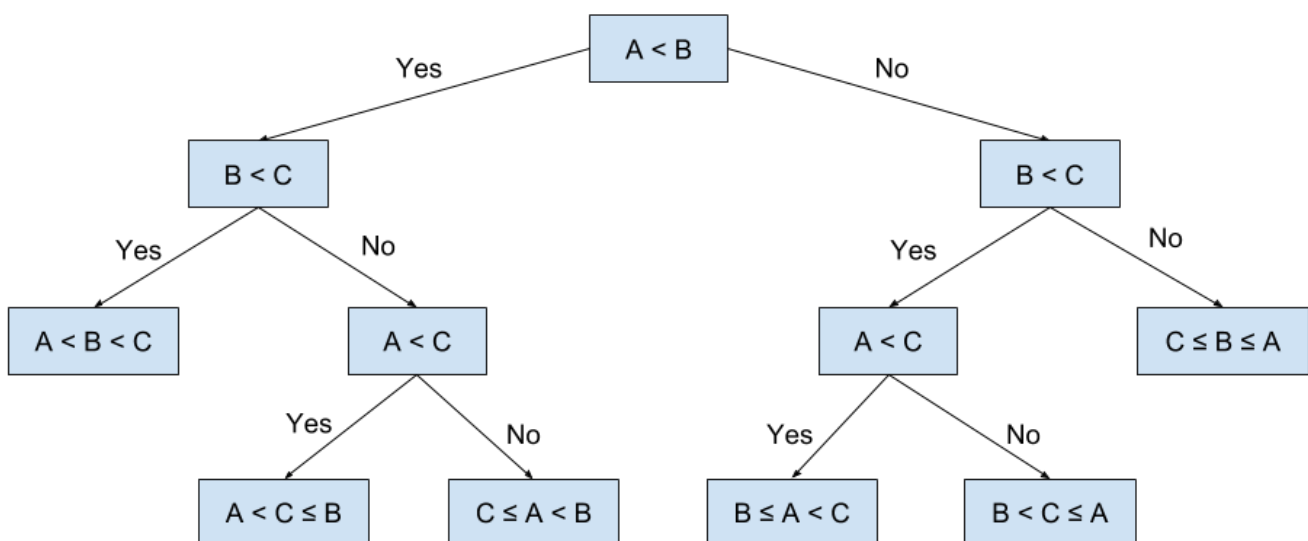 A < B
Yes
No
B < C
B < C
Yes
No
Yes
No
A < B < C
A < C
A < C
C ≤ B ≤ A
Yes
No
Yes
No
A < C ≤ B
C ≤ A < B
B ≤ A < C
B < C ≤ A